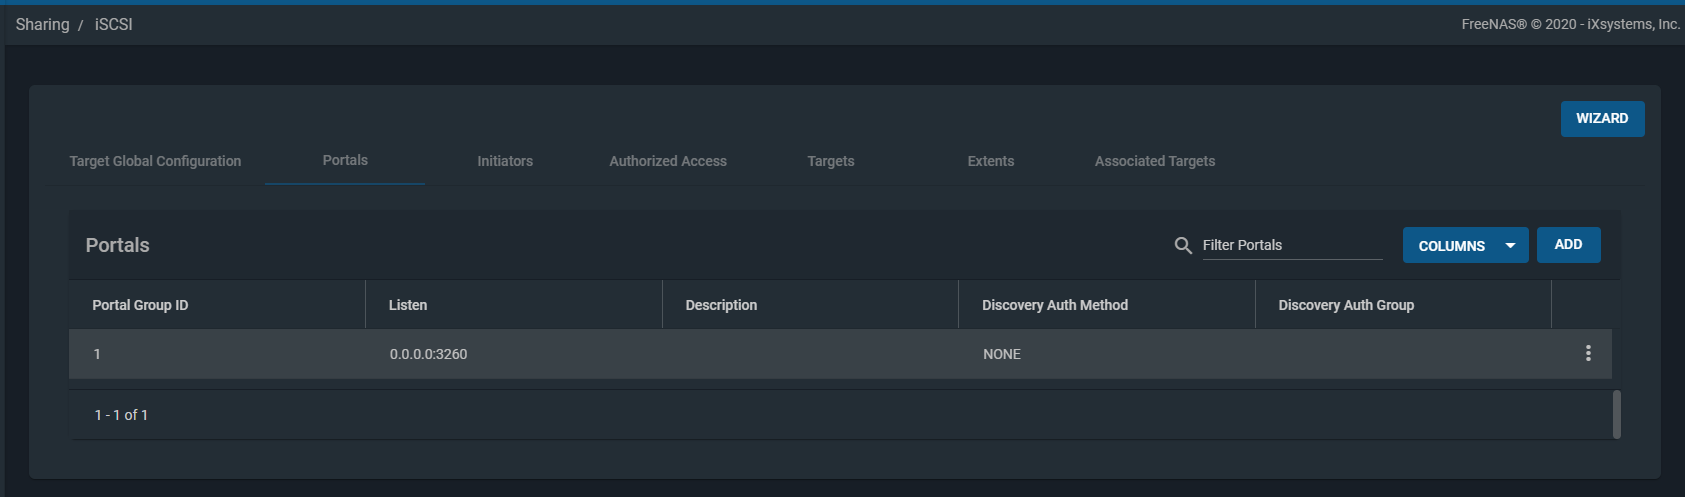 Sharing / iSCSI
FreeNAS® © 2020 - iXsystems, Inc.
WIZARD
Target Global Configuration Portals Initiators Authorized Access Targets Extents Associated Targets
Portals
Filter Portals
COLUMNS
ADD
Portal Group ID Listen Description Discovery Auth Method Discovery Auth Group
1 0.0.0.0:3260 NONE
1 - 1 of 1